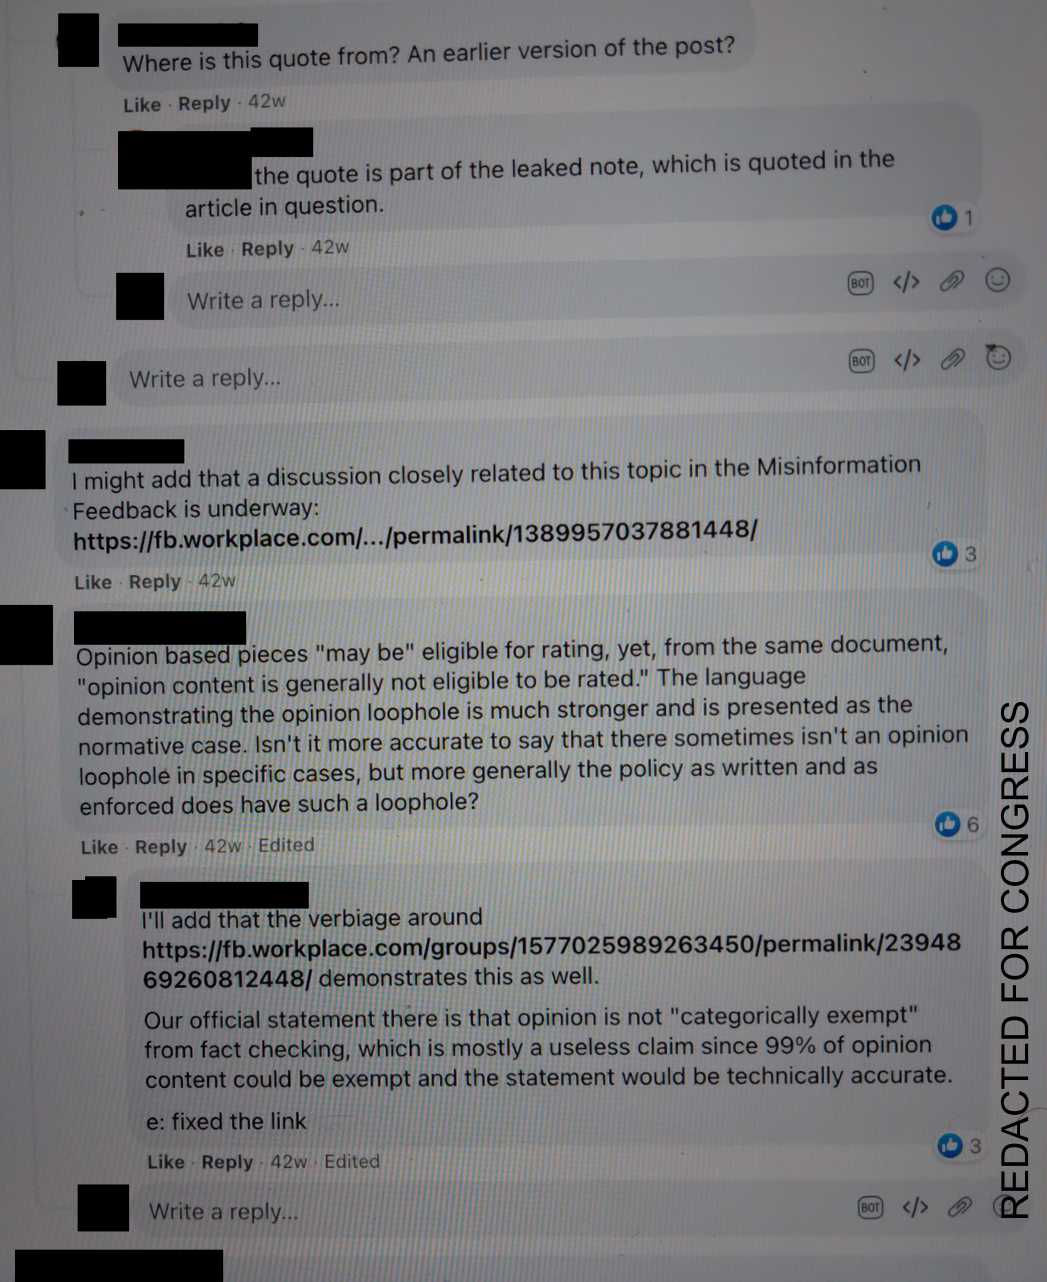 Where is this quote from? An earlier version of the post?
Like · Reply · 42w
the quote is part of the leaked note, which is quoted in the
article in question.
1
Like · Reply · 42w
Write a reply...
BOT </>
Write a reply...
BOT </>
I might add that a discussion closely related to this topic in the Misinformation
Feedback is underway:
https://fb.workplace.com/.../permalink/1389957037881448/
3
Like · Reply · 42w
Opinion based pieces "may be" eligible for rating, yet, from the same document,
"opinion content is generally not eligible to be rated." The language
demonstrating the opinion loophole is much stronger and is presented as the
normative case. Isn't it more accurate to say that there sometimes isn't an opinion
loophole in specific cases, but more generally the policy as written and as
enforced does have such a loophole?
6
Like · Reply · 42w · Edited
I'll add that the verbiage around
https://fb.workplace.com/groups/1577025989263450/permalink/23948
69260812448/ demonstrates this as well.
Our official statement there is that opinion is not "categorically exempt"
from fact checking, which is mostly a useless claim since 99% of opinion
content could be exempt and the statement would be technically accurate.
e: fixed the link
3
Like · Reply · 42w · Edited
Write a reply...
BOT </>
REDACTED FOR CONGRESS